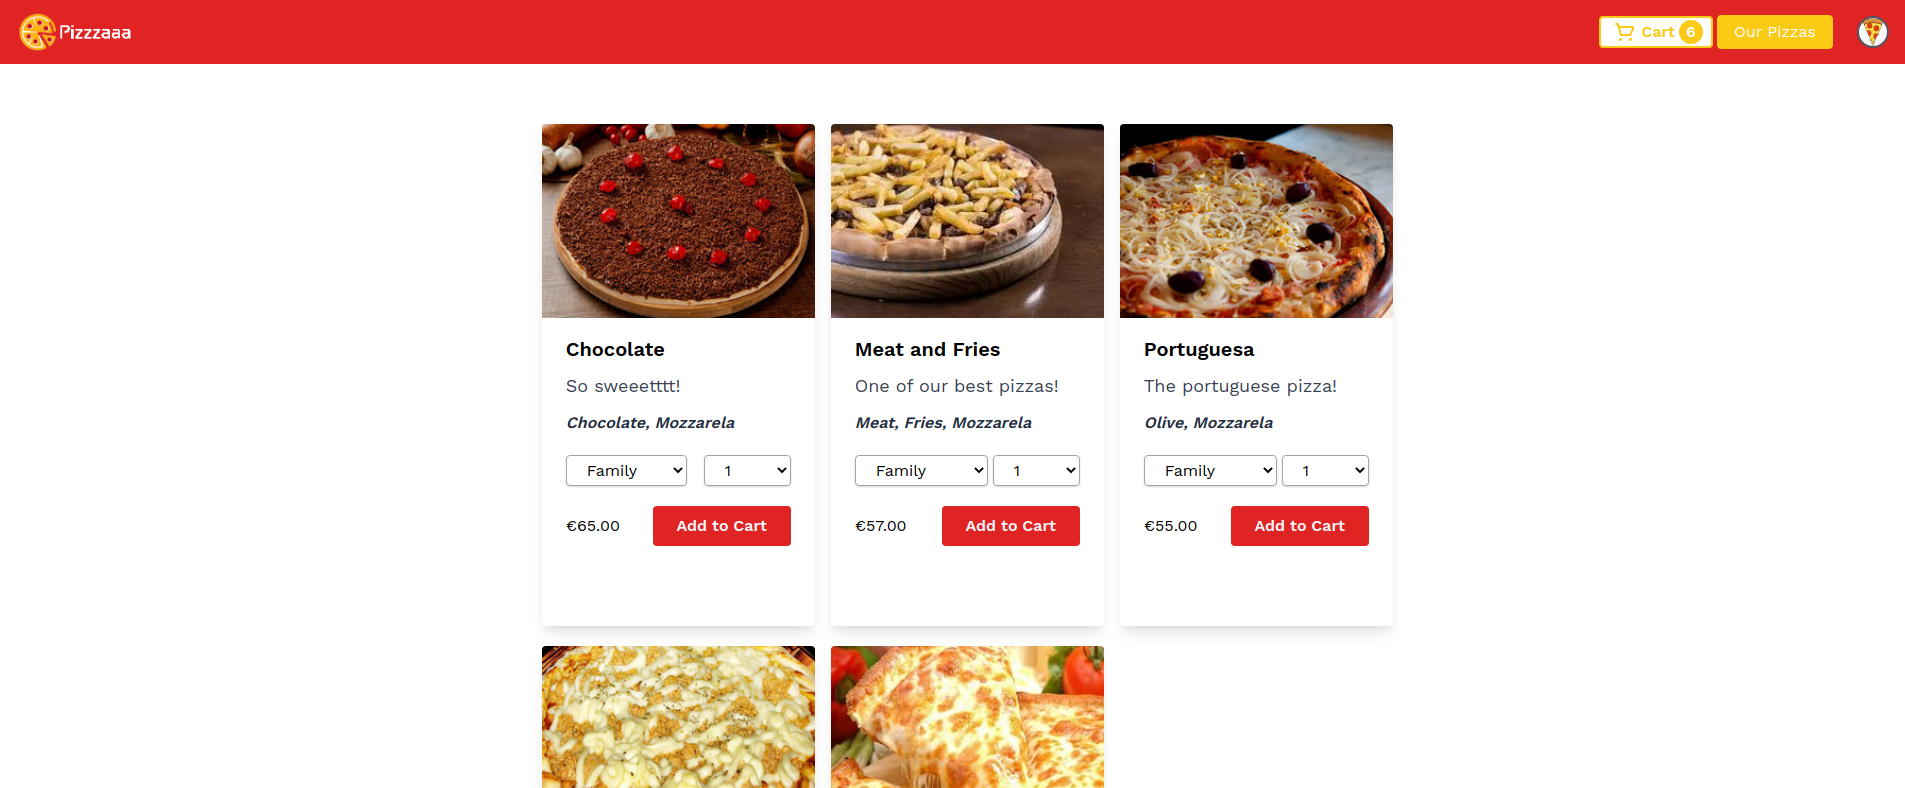 Pizzzaaa
Cart 6
Our Pizzas
Chocolate
So sweeetttt!
Chocolate, Mozzarela
Family
1
€65.00
Add to Cart
Meat and Fries
One of our best pizzas!
Meat, Fries, Mozzarela
Family
1
€57.00
Add to Cart
Portuguesa
The portuguese pizza!
Olive, Mozzarela
Family
1
€55.00
Add to Cart